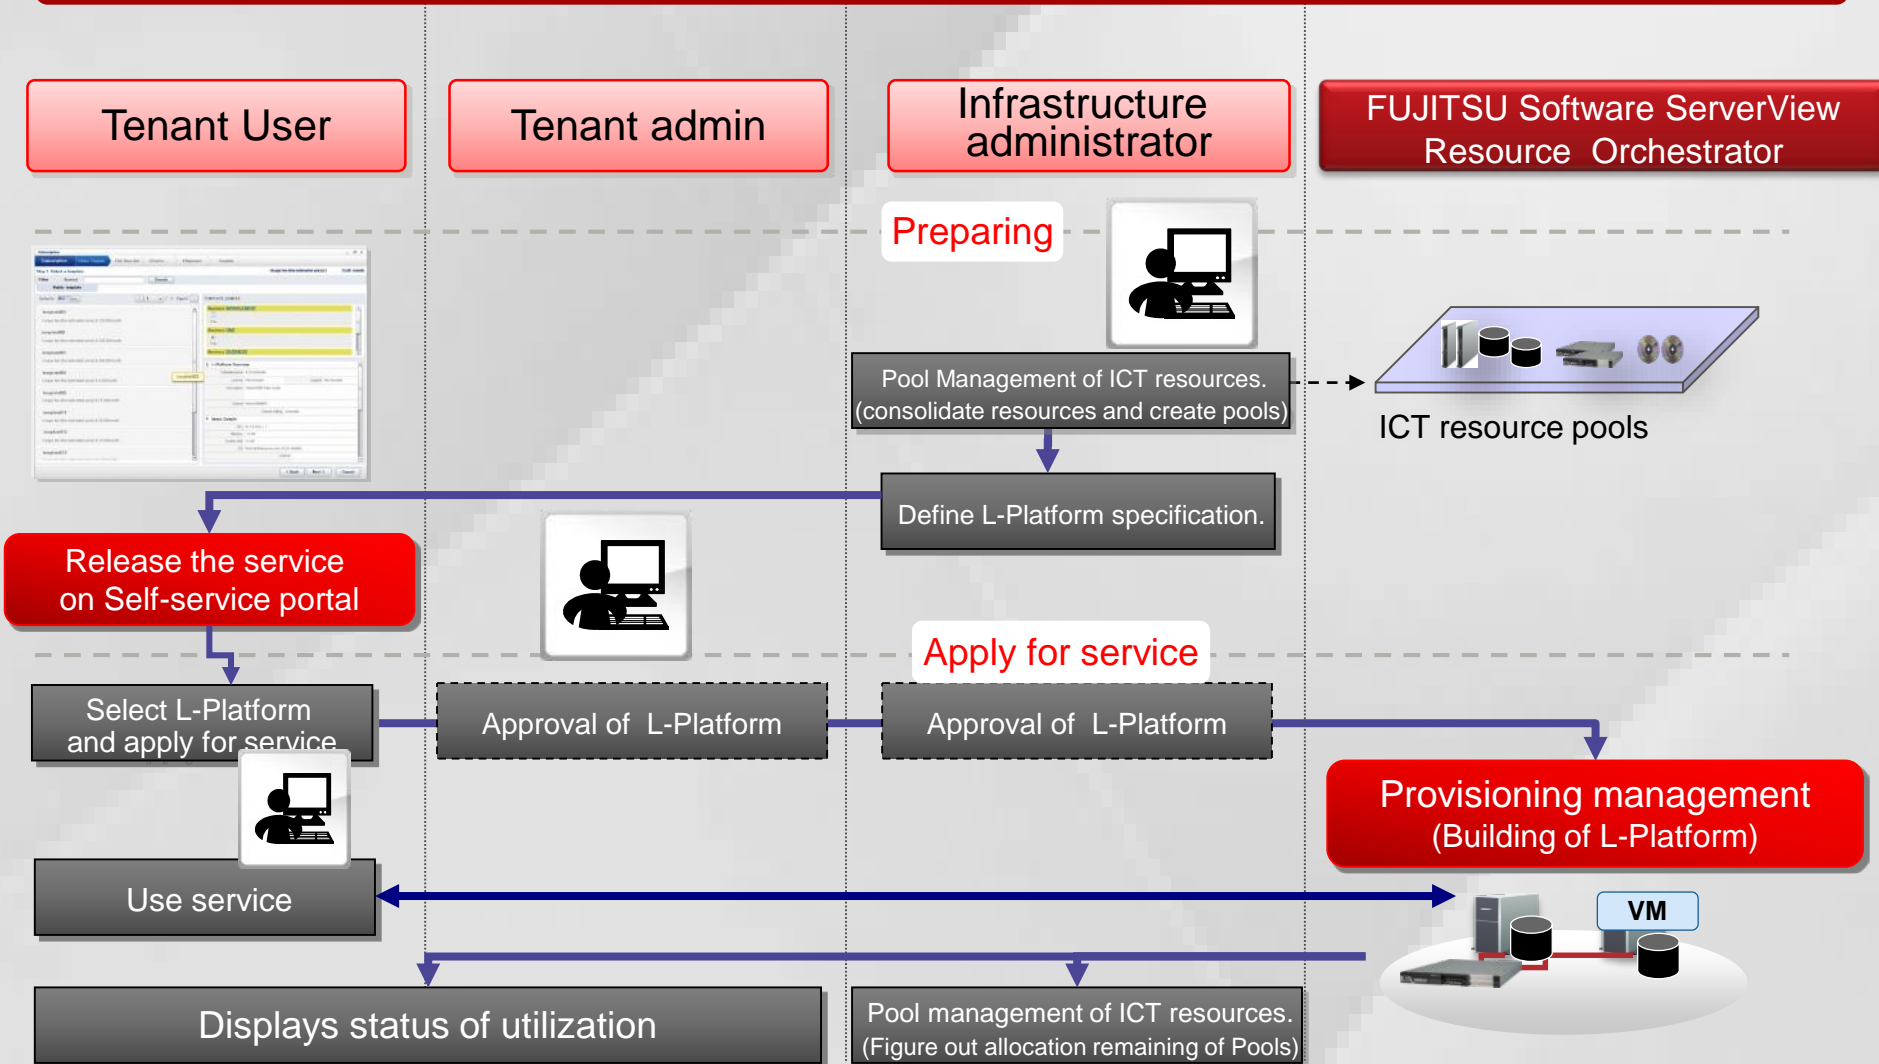 Tenant User
Tenant admin
Infrastructure
administrator
FUJITSU Software ServerView
Resource Orchestrator
Preparing
Pool Management of ICT resources.
(consolidate resources and create pools)
ICT resource pools
Define L-Platform specification.
Release the service
on Self-service portal
Apply for service
Select L-Platform
and apply for service
Approval of L-Platform
Approval of L-Platform
Provisioning management
(Building of L-Platform)
Use service
VM
Displays status of utilization
Pool management of ICT resources.
(Figure out allocation remaining of Pools)